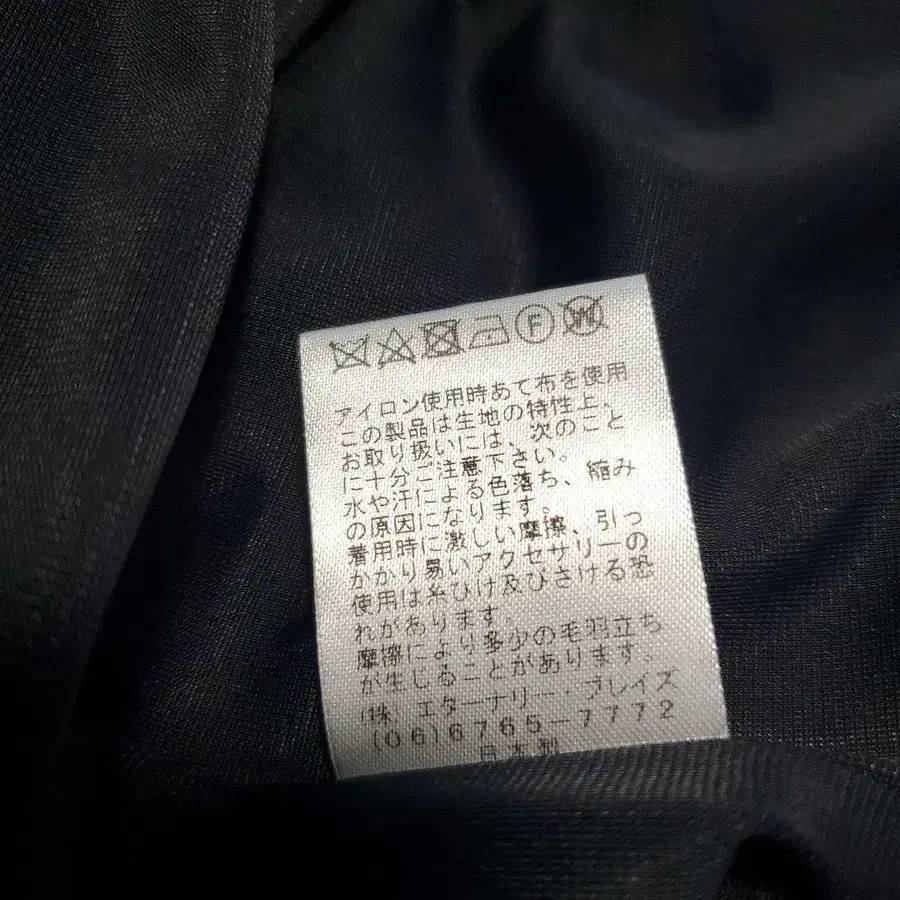 F W
アイロン使用時あて布を使用
この製品は生地の特性上、
お取り扱いには、次のこと
に十分ご注意下さい。
水や汗による色落ち、縮み
の原因になります。
着用時に激しい摩擦、引っ
かかり易いアクセサリーの
使用は糸ひけ及びさける恐
れがあります。
摩擦により多少の毛羽立ち
が生じることがあります。
(株)エターナリー・ブレイズ
(06)6765-7772
日本製